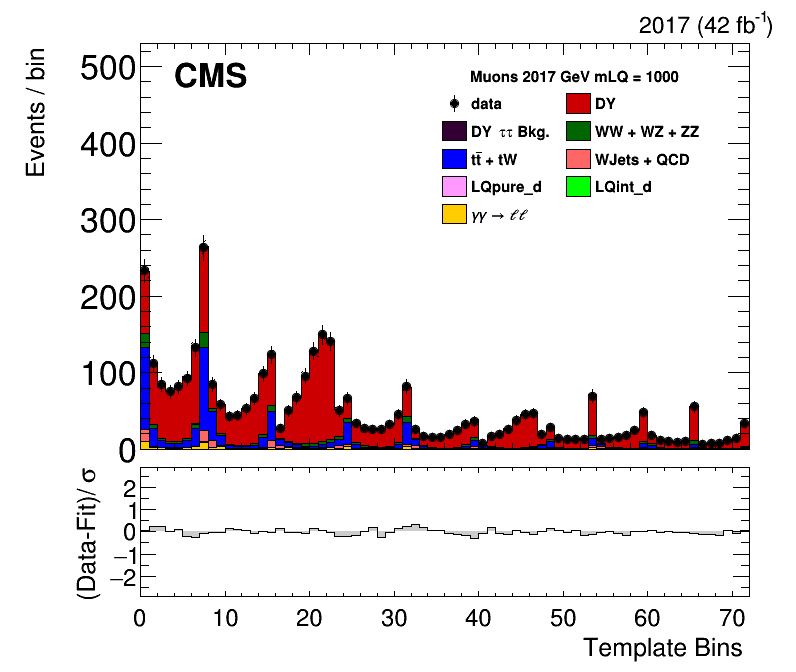 2017 (42 fb⁻¹)
Events / bin
500
400
300
200
100
0
CMS
Muons 2017 GeV mLQ = 1000
data
DY
DY ττ Bkg.
WW + WZ + ZZ
tt̄ + tW
WJets + QCD
LQpure_d
LQint_d
γγ → ℓℓ
(Data-Fit)/ σ
2
1
0
−1
−2
0 10 20 30 40 50 60 70
Template Bins